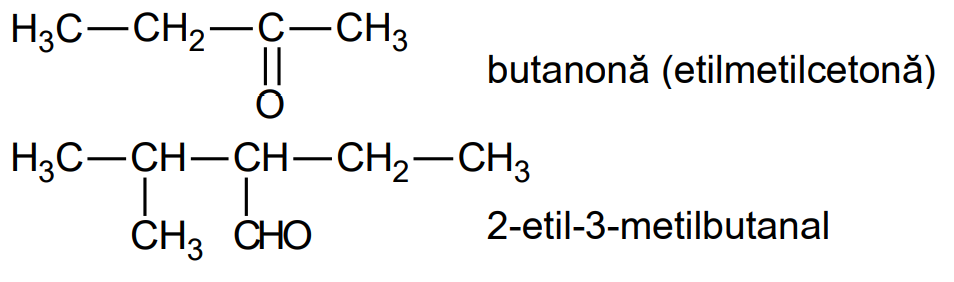 H₃C—CH₂—C—CH₃
butanonă (etilmetilcetonă)
O
H₃C—CH—CH—CH₂—CH₃
CH₃ CHO
2-etil-3-metilbutanal